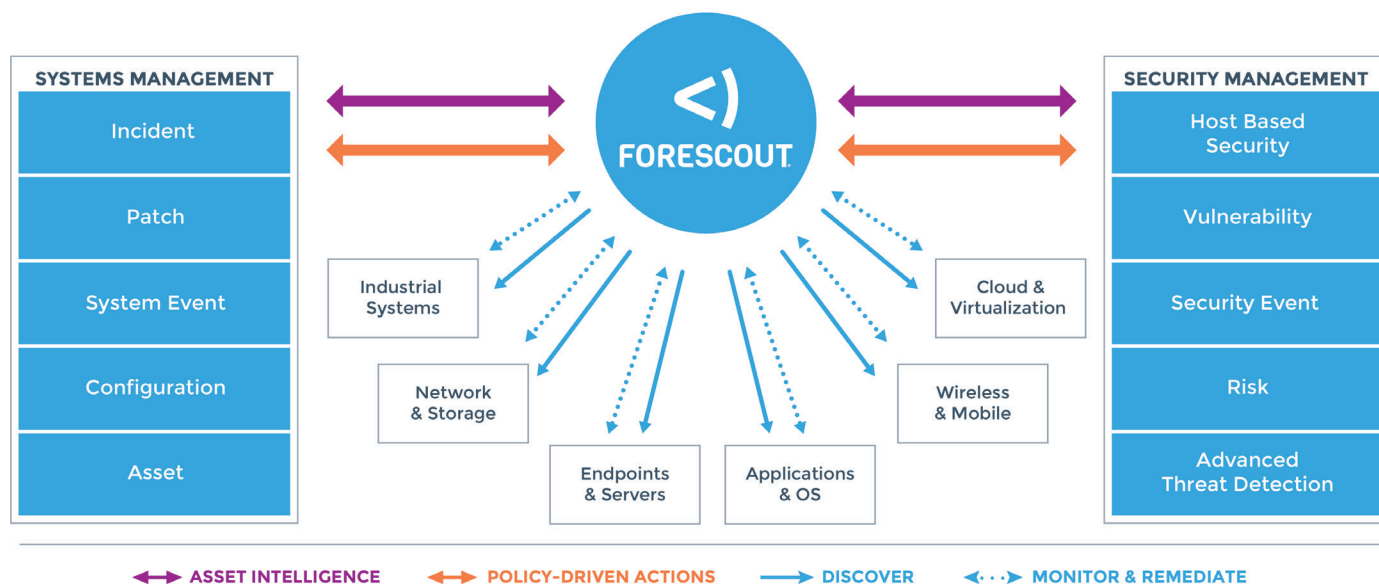 SYSTEMS MANAGEMENT
Incident
Patch
System Event
Configuration
Asset
FORESCOUT
Industrial
Systems
Network
& Storage
Endpoints
& Servers
Applications
& OS
Wireless
& Mobile
Cloud &
Virtualization
SECURITY MANAGEMENT
Host Based
Security
Vulnerability
Security Event
Risk
Advanced
Threat Detection
ASSET INTELLIGENCE
POLICY-DRIVEN ACTIONS
DISCOVER
MONITOR & REMEDIATE